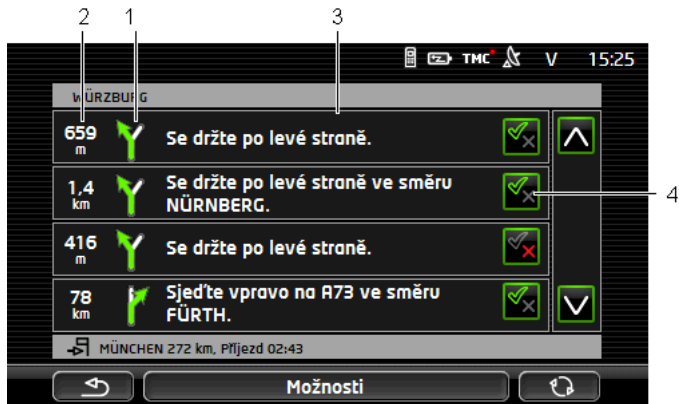 2 1 3
TMC V 15:25
WÜRZBURG
659
m
Se držte po levé straně.
1,4
km
Se držte po levé straně ve směru
NÜRNBERG.
4
416
m
Se držte po levé straně.
78
km
Sjeďte vpravo na A73 ve směru
FÜRTH.
MÜNCHEN 272 km, Příjezd 02:43
Možnosti